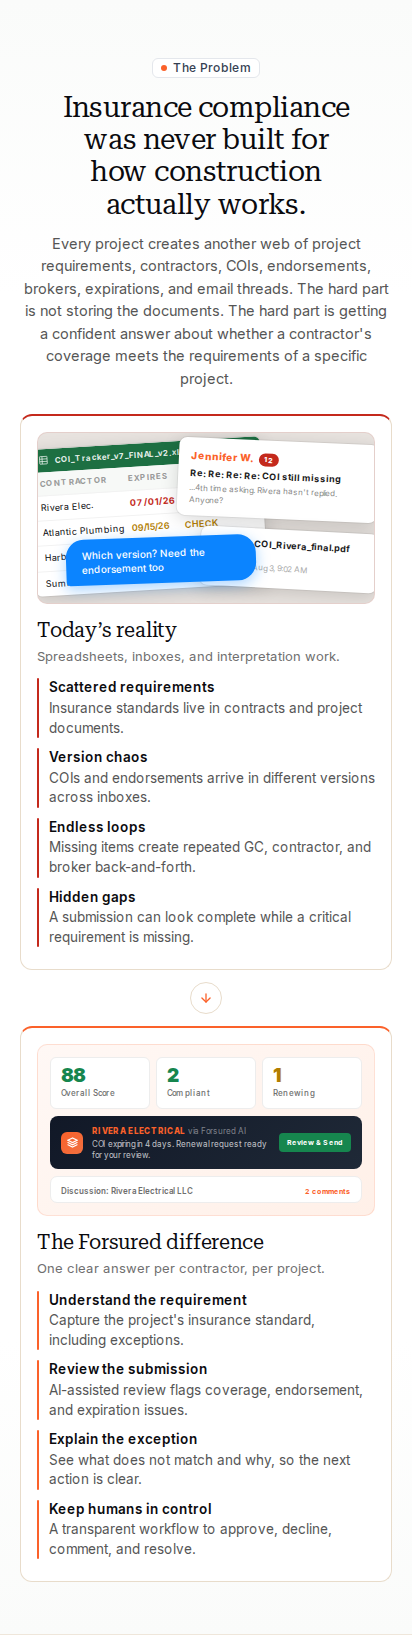 The Problem
Insurance compliance
was never built for
how construction
actually works.
Every project creates another web of project
requirements, contractors, COIs, endorsements,
brokers, expirations, and email threads. The hard part
is not storing the documents. The hard part is getting
a confident answer about whether a contractor's
coverage meets the requirements of a specific
project.
COI_Tracker_v7_FINAL_v2.xl
CONTRACTOR EXPIRES
Rivera Elec. 07/01/26
Atlantic Plumbing 09/15/26 CHECK
Harb
Sum
Jennifer W. 12
Re: Re: Re: Re: COI still missing
...4th time asking. Rivera hasn't replied.
Anyone?
COI_Rivera_final.pdf
Aug 3, 9:02 AM
Which version? Need the
endorsement too
Today's reality
Spreadsheets, inboxes, and interpretation work.
Scattered requirements
Insurance standards live in contracts and project
documents.
Version chaos
COIs and endorsements arrive in different versions
across inboxes.
Endless loops
Missing items create repeated GC, contractor, and
broker back-and-forth.
Hidden gaps
A submission can look complete while a critical
requirement is missing.
88
Overall Score
2
Compliant
1
Renewing
RIVERA ELECTRICAL via Forsured AI
COI expiring in 4 days. Renewal request ready
for your review.
Review & Send
Discussion: Rivera Electrical LLC
2 comments
The Forsured difference
One clear answer per contractor, per project.
Understand the requirement
Capture the project's insurance standard,
including exceptions.
Review the submission
AI-assisted review flags coverage, endorsement,
and expiration issues.
Explain the exception
See what does not match and why, so the next
action is clear.
Keep humans in control
A transparent workflow to approve, decline,
comment, and resolve.